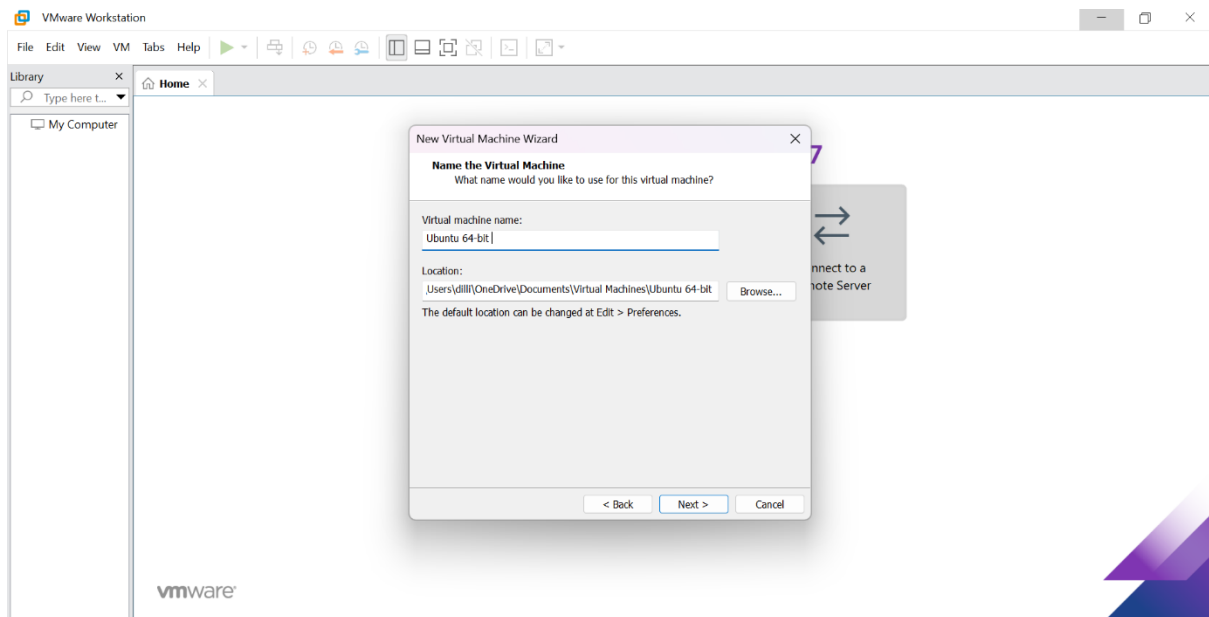 VMware Workstation
File Edit View VM Tabs Help
Library
Type here t...
My Computer
Home
New Virtual Machine Wizard
Name the Virtual Machine
What name would you like to use for this virtual machine?
Virtual machine name:
Ubuntu 64-bit
Location:
\Users\dilli\OneDrive\Documents\Virtual Machines\Ubuntu 64-bit
Browse...
The default location can be changed at Edit > Preferences.
< Back Next > Cancel
7
nnect to a
note Server
vmware